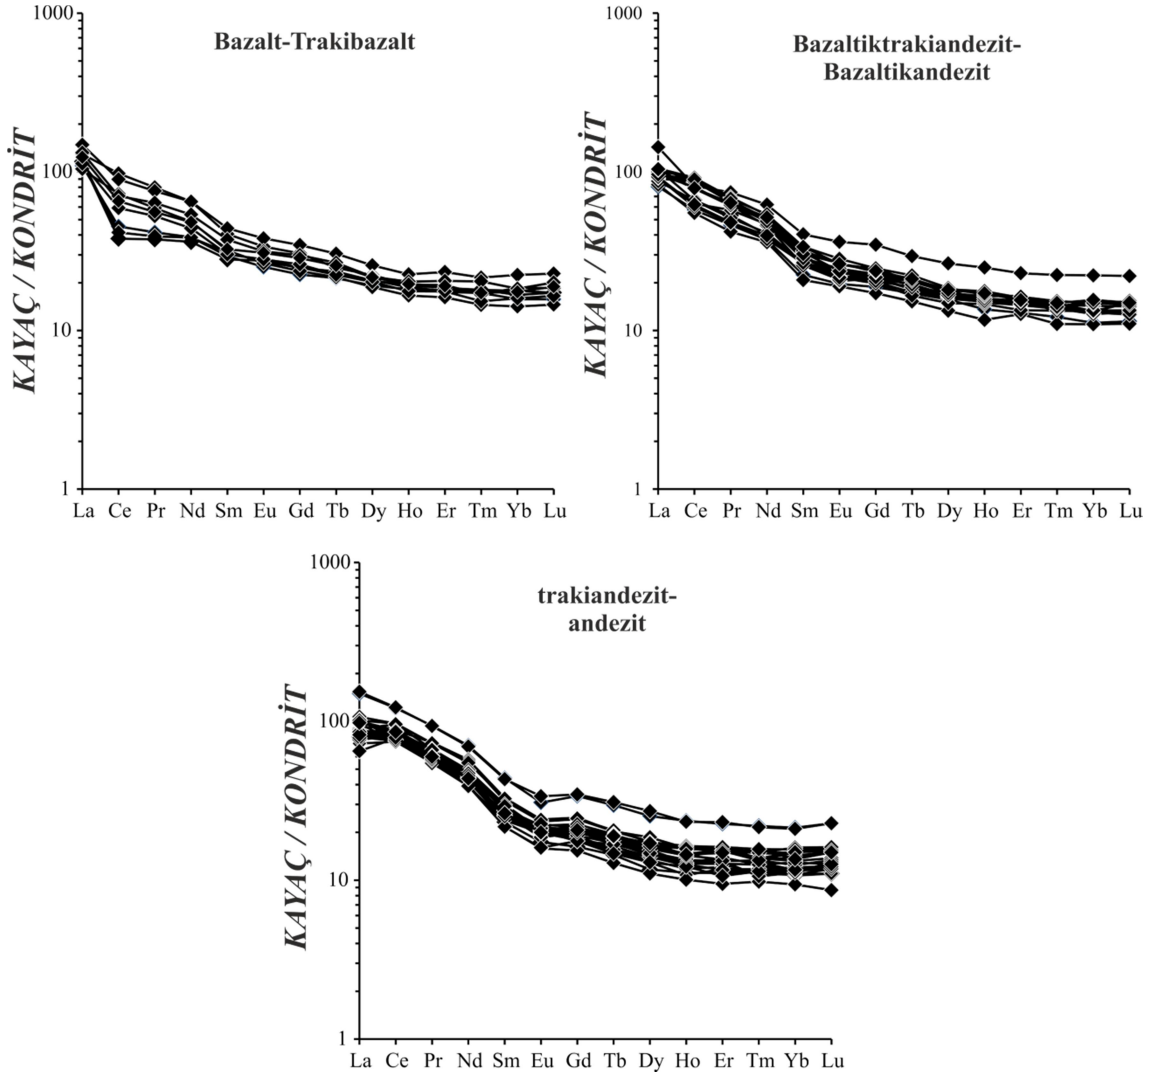 Bazalt-Trakibazalt
KAYAÇ / KONDRİT
1000
100
10
1
La Ce Pr Nd Sm Eu Gd Tb Dy Ho Er Tm Yb Lu
Bazaltiktrakiandezit-
Bazaltikandezit
KAYAÇ / KONDRİT
1000
100
10
1
La Ce Pr Nd Sm Eu Gd Tb Dy Ho Er Tm Yb Lu
trakiandezit-
andezit
KAYAÇ / KONDRİT
1000
100
10
1
La Ce Pr Nd Sm Eu Gd Tb Dy Ho Er Tm Yb Lu